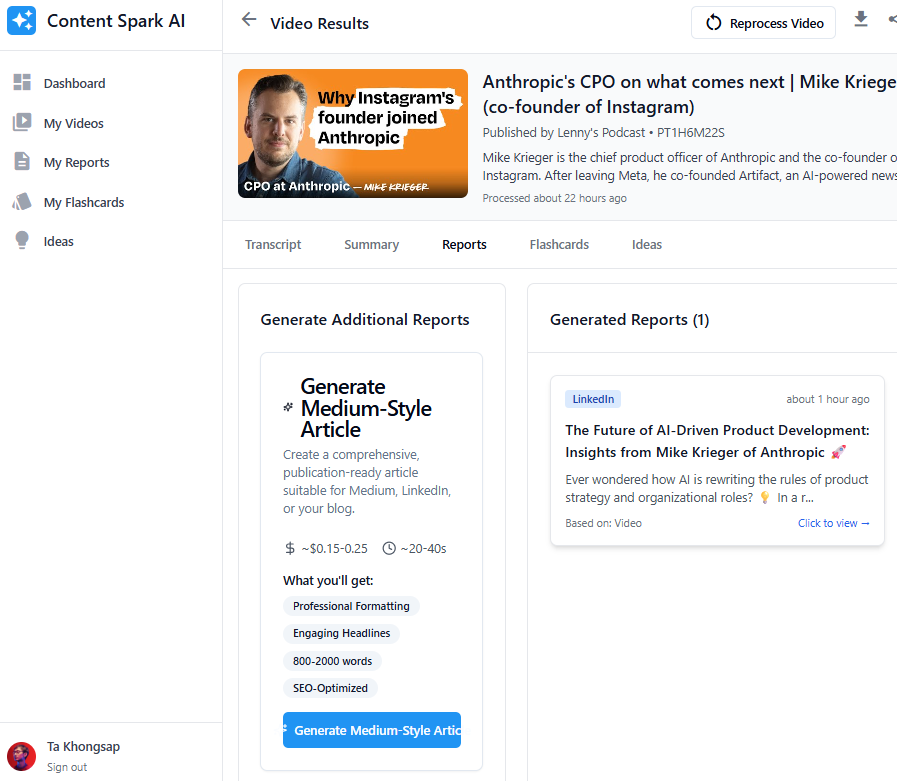 Content Spark AI
Dashboard
My Videos
My Reports
My Flashcards
Ideas
Ta Khongsap
Sign out
Video Results
Reprocess Video
Why Instagram's
founder joined
Anthropic
CPO at Anthropic — MIKE KRIEGER
Anthropic's CPO on what comes next | Mike Kriege
(co-founder of Instagram)
Published by Lenny's Podcast • PT1H6M22S
Mike Krieger is the chief product officer of Anthropic and the co-founder o
Instagram. After leaving Meta, he co-founded Artifact, an AI-powered news
Processed about 22 hours ago
Transcript Summary Reports Flashcards Ideas
Generate Additional Reports
Generate
Medium-Style
Article
Create a comprehensive,
publication-ready article
suitable for Medium, LinkedIn,
or your blog.
$ ~$0.15-0.25 ~20-40s
What you'll get:
Professional Formatting
Engaging Headlines
800-2000 words
SEO-Optimized
Generate Medium-Style Artic
Generated Reports (1)
LinkedIn about 1 hour ago
The Future of AI-Driven Product Development:
Insights from Mike Krieger of Anthropic 🚀
Ever wondered how AI is rewriting the rules of product
strategy and organizational roles? 💡 In a r...
Based on: Video Click to view →